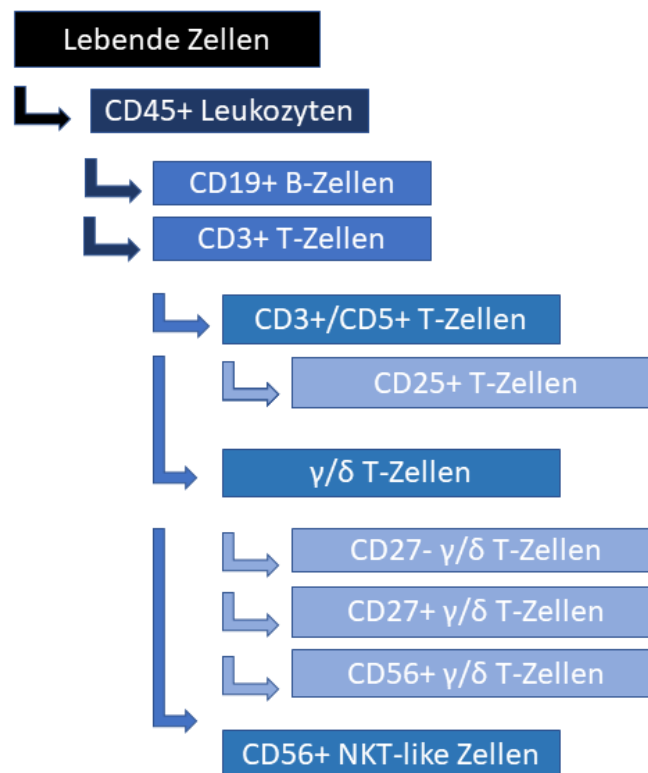 Lebende Zellen
CD45+ Leukozyten
CD19+ B-Zellen
CD3+ T-Zellen
CD3+/CD5+ T-Zellen
CD25+ T-Zellen
γ/δ T-Zellen
CD27- γ/δ T-Zellen
CD27+ γ/δ T-Zellen
CD56+ γ/δ T-Zellen
CD56+ NKT-like Zellen